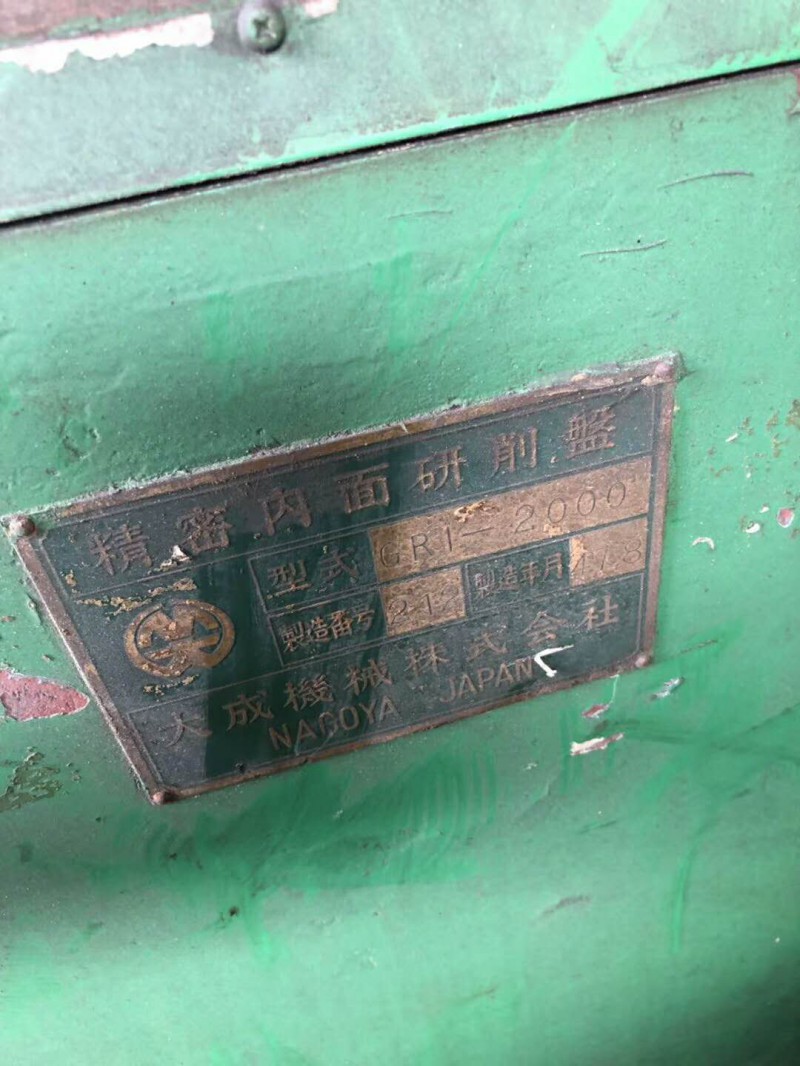 精密内面研削盤
型式 GRI-2000
製造番号 212 製造年月
大成機械株式会社
NAGOYA JAPAN